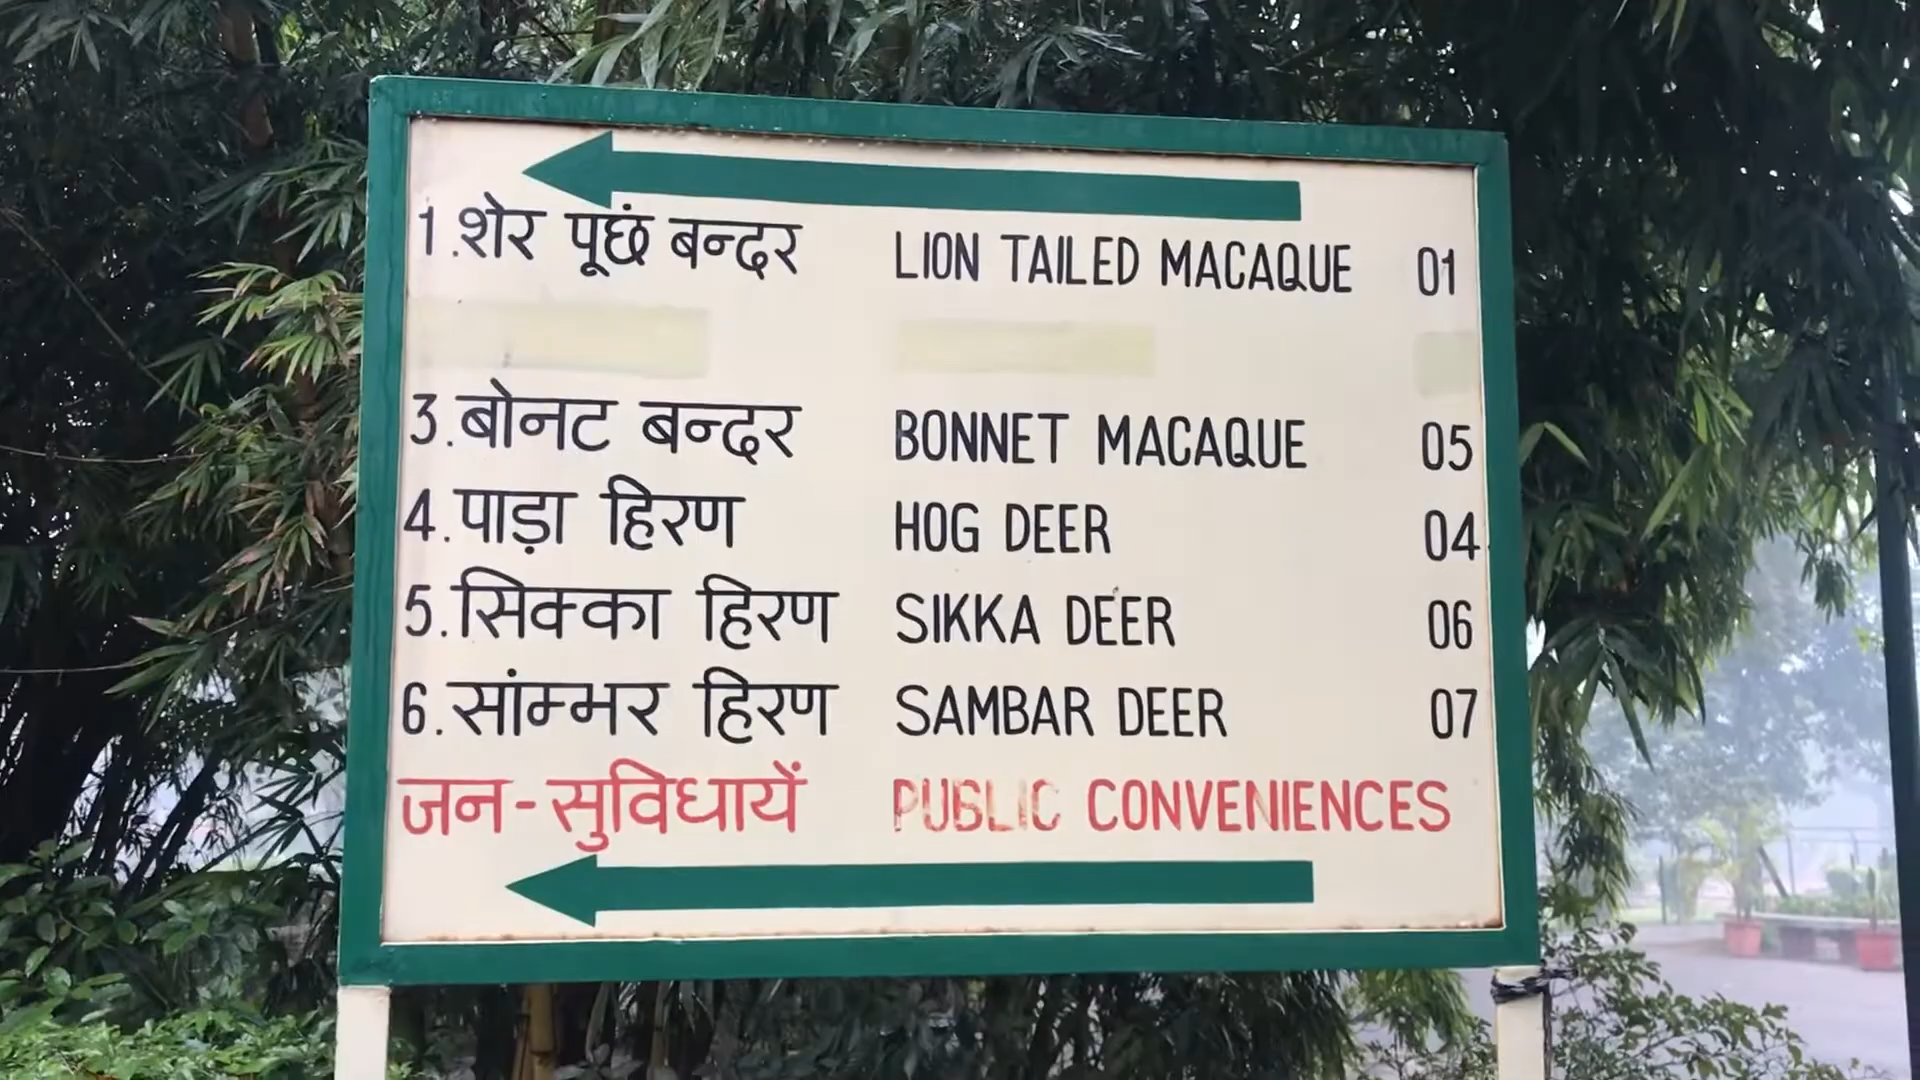 1.शेर पूछं बन्दर LION TAILED MACAQUE 01
3.बोनट बन्दर BONNET MACAQUE 05
4.पाड़ा हिरण HOG DEER 04
5.सिक्का हिरण SIKKA DEER 06
6.सांम्भर हिरण SAMBAR DEER 07
जन-सुविधायें PUBLIC CONVENIENCES